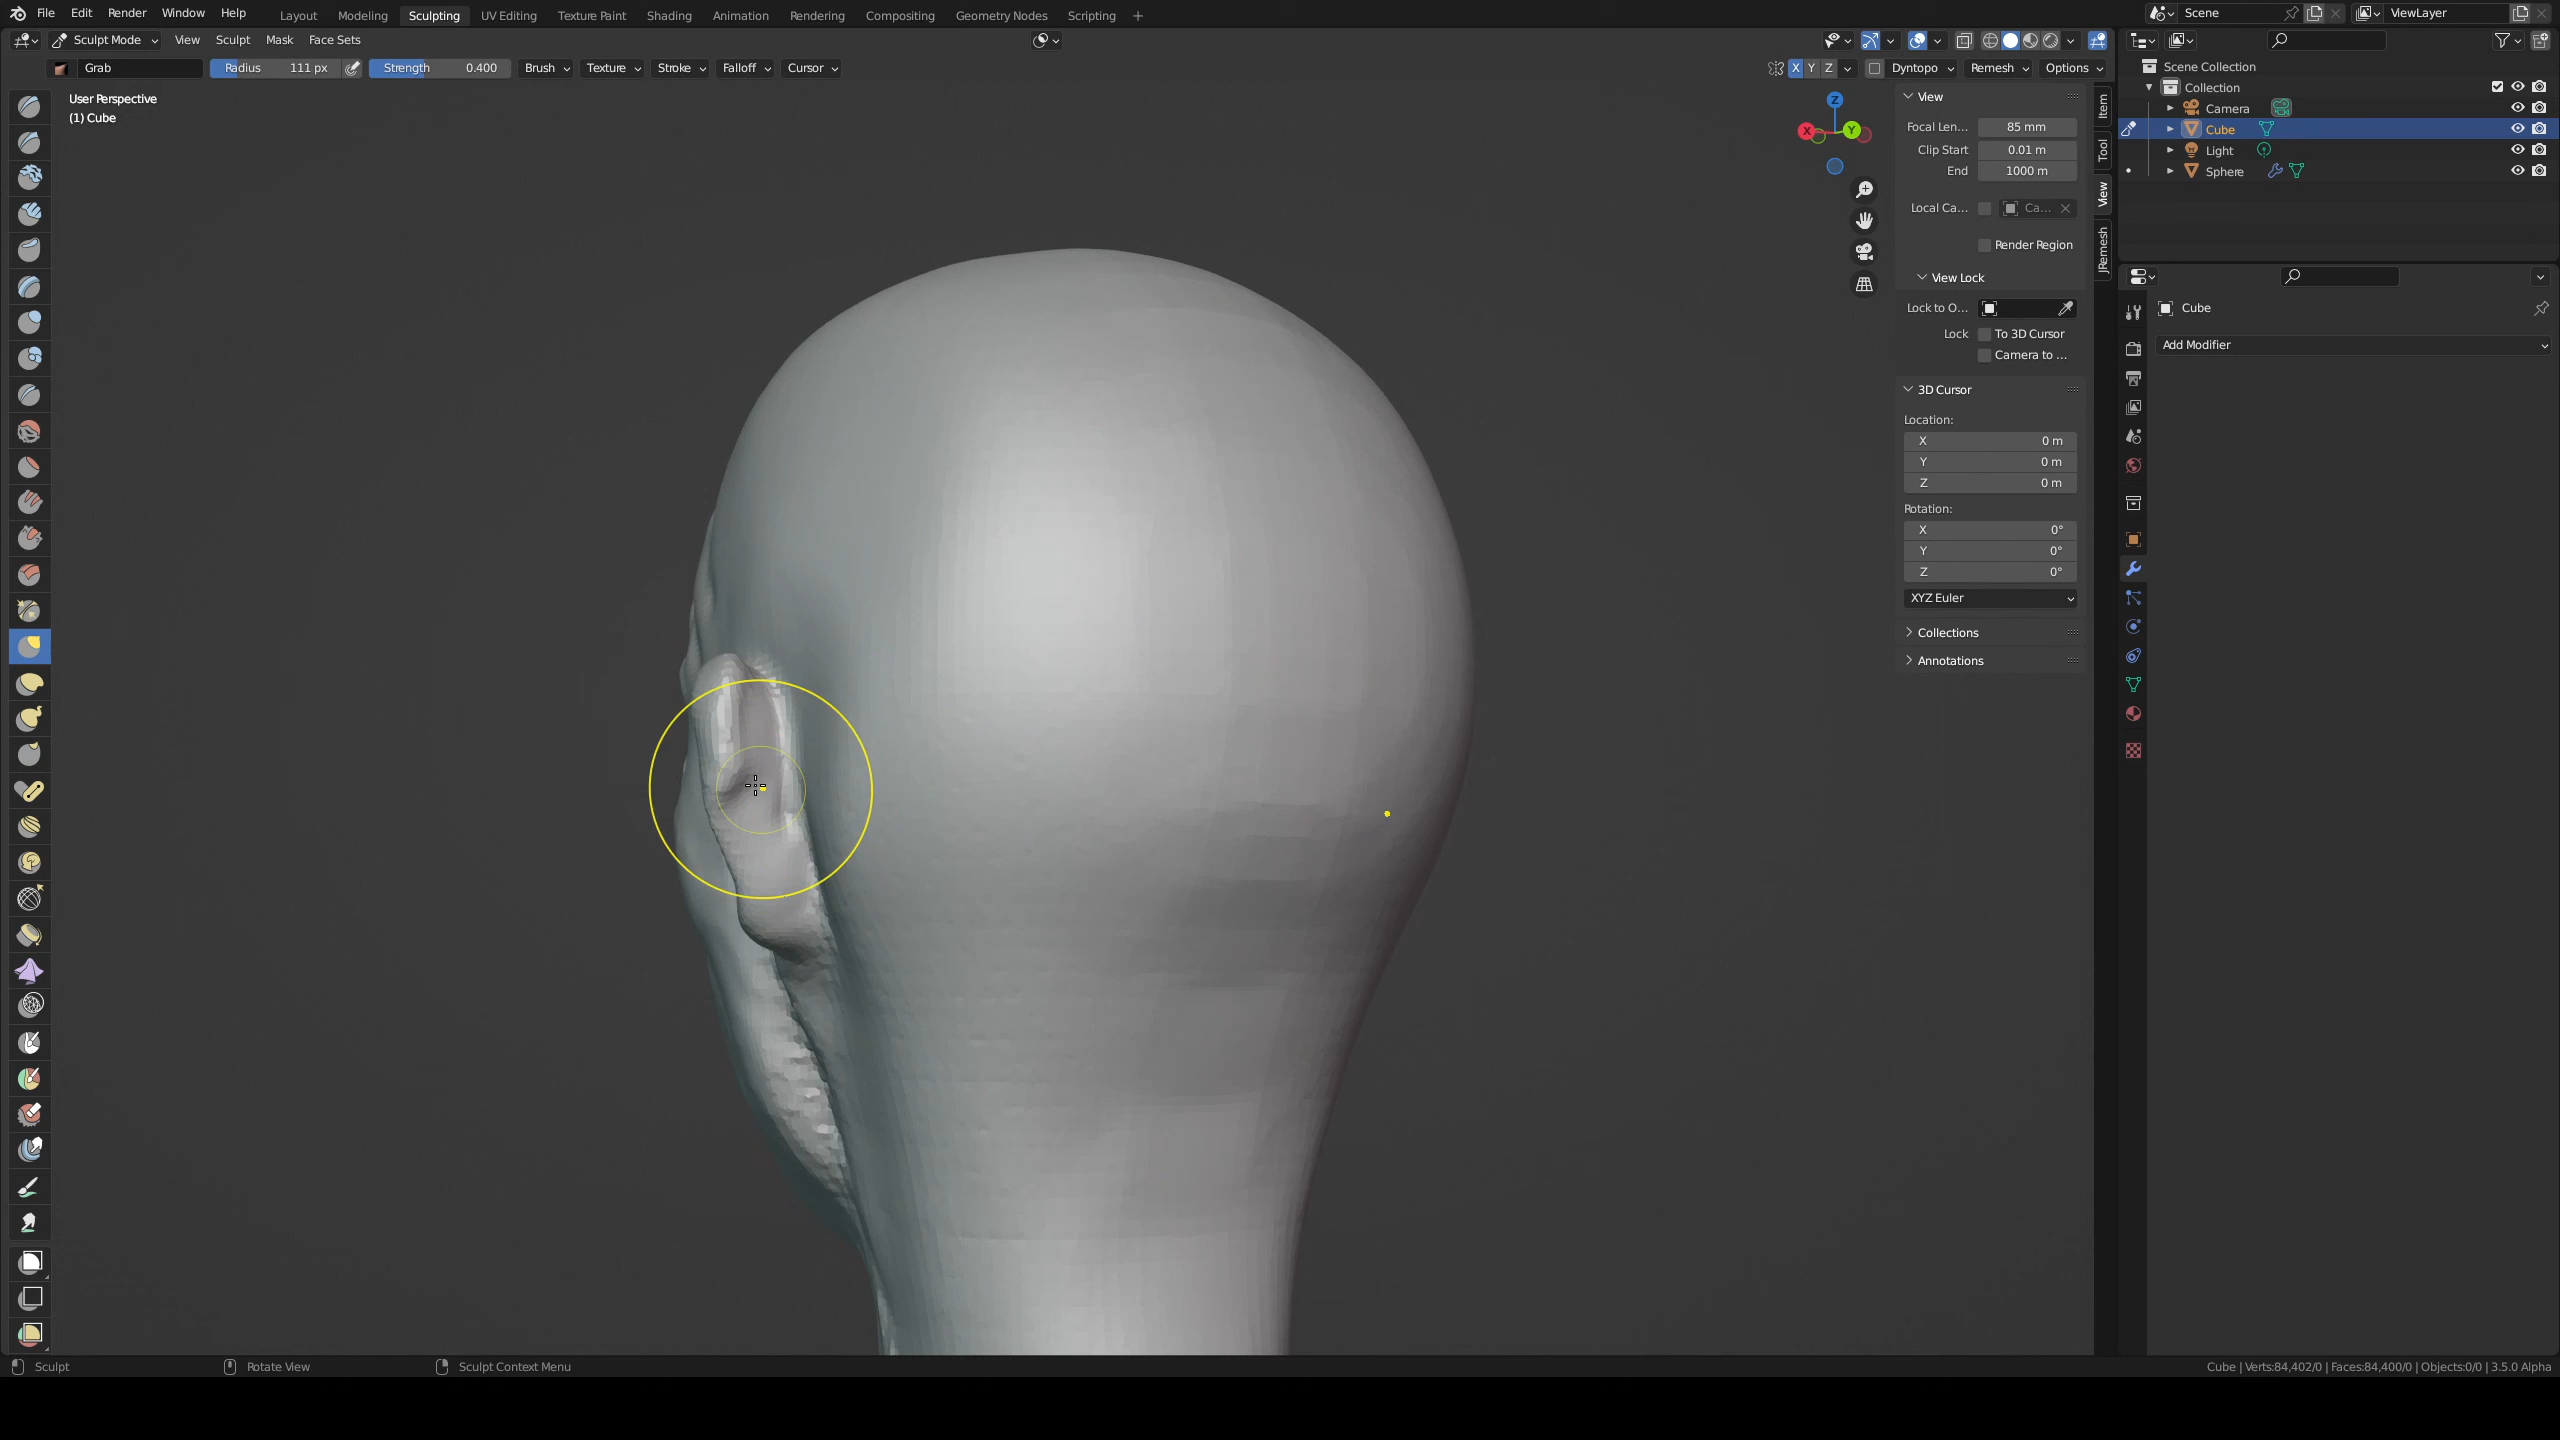 File Edit Render Window Help Layout Modeling Sculpting UV Editing Texture Paint Shading Animation Rendering Compositing Geometry Nodes Scripting + Scene ViewLayer
Sculpt Mode View Sculpt Mask Face Sets
Grab Radius 111 px Strength 0.400 Brush Texture Stroke Falloff Cursor X Y Z Dyntopo Remesh Options
User Perspective
(1) Cube
Z
X
Y
View
Focal Len... 85 mm
Clip Start 0.01 m
End 1000 m
Local Ca... Ca...
Render Region
View Lock
Lock to O...
Lock To 3D Cursor
Camera to ...
3D Cursor
Location:
X 0 m
Y 0 m
Z 0 m
Rotation:
X 0°
Y 0°
Z 0°
XYZ Euler
Collections
Annotations
Item
Tool
View
JRemesh
Scene Collection
Collection
Camera
Cube
Light
Sphere
Cube
Add Modifier
Sculpt Rotate View Sculpt Context Menu Cube | Verts:84,402/0 | Faces:84,400/0 | Objects:0/0 | 3.5.0 Alpha